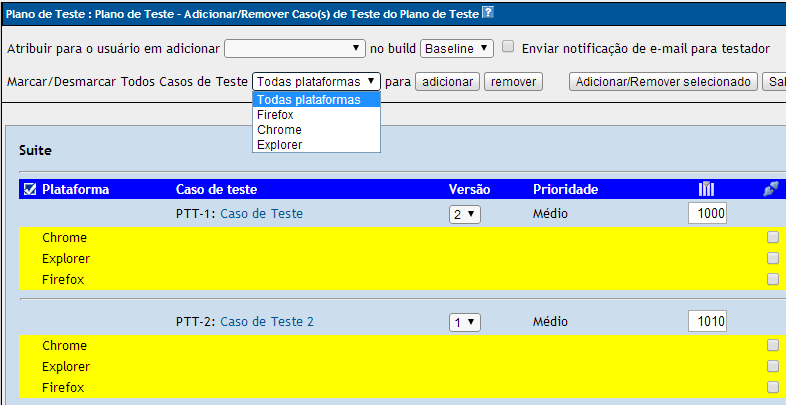 Plano de Teste : Plano de Teste - Adicionar/Remover Caso(s) de Teste do Plano de Teste ?
Atribuir para o usuário em adicionar no build Baseline Enviar notificação de e-mail para testador
Marcar/Desmarcar Todos Casos de Teste Todas plataformas para adicionar remover Adicionar/Remover selecionado Sal
Todas plataformas
Firefox
Chrome
Explorer
Suite
Plataforma Caso de teste Versão Prioridade
PTT-1: Caso de Teste 2 Médio 1000
Chrome
Explorer
Firefox
PTT-2: Caso de Teste 2 1 Médio 1010
Chrome
Explorer
Firefox